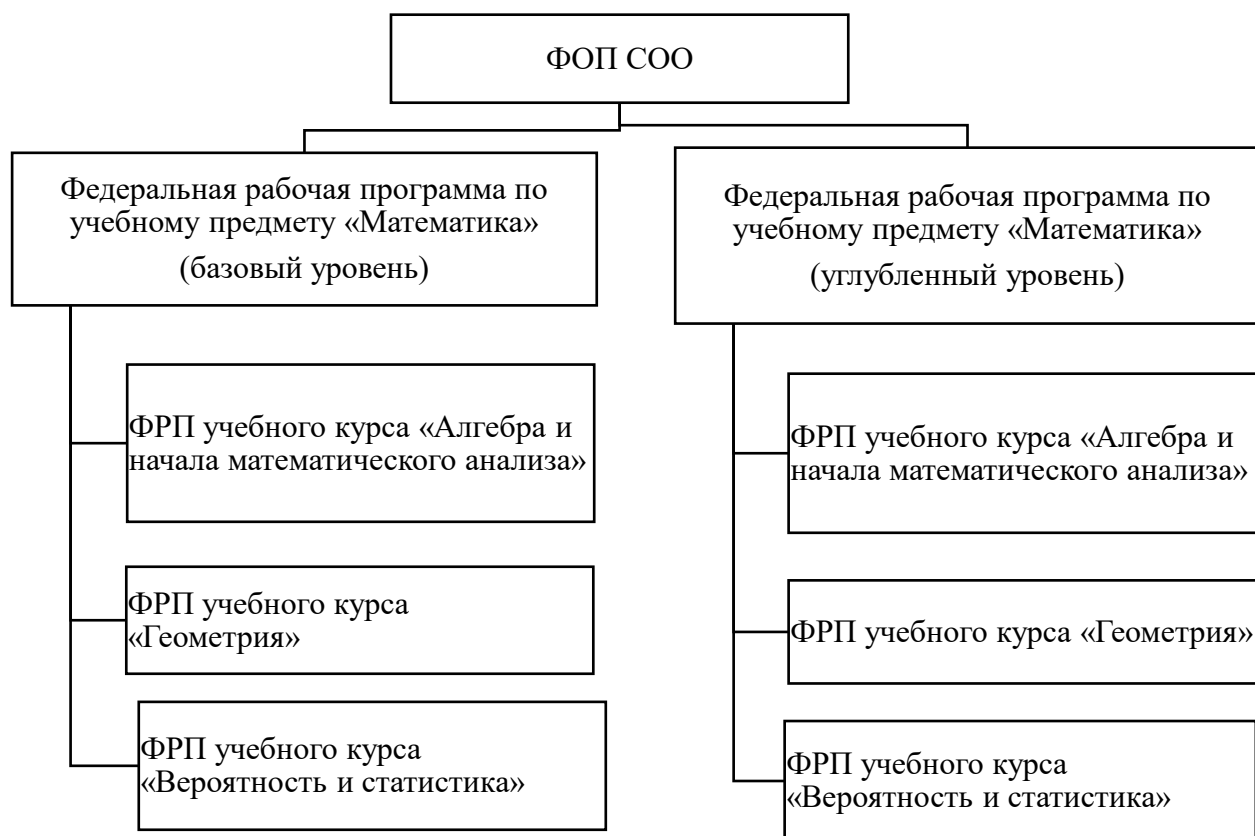 ФОП СОО
Федеральная рабочая программа по
учебному предмету «Математика»
(базовый уровень)
ФРП учебного курса «Алгебра и
начала математического анализа»
ФРП учебного курса
«Геометрия»
ФРП учебного курса
«Вероятность и статистика»
Федеральная рабочая программа по
учебному предмету «Математика»
(углубленный уровень)
ФРП учебного курса «Алгебра и
начала математического анализа»
ФРП учебного курса «Геометрия»
ФРП учебного курса
«Вероятность и статистика»